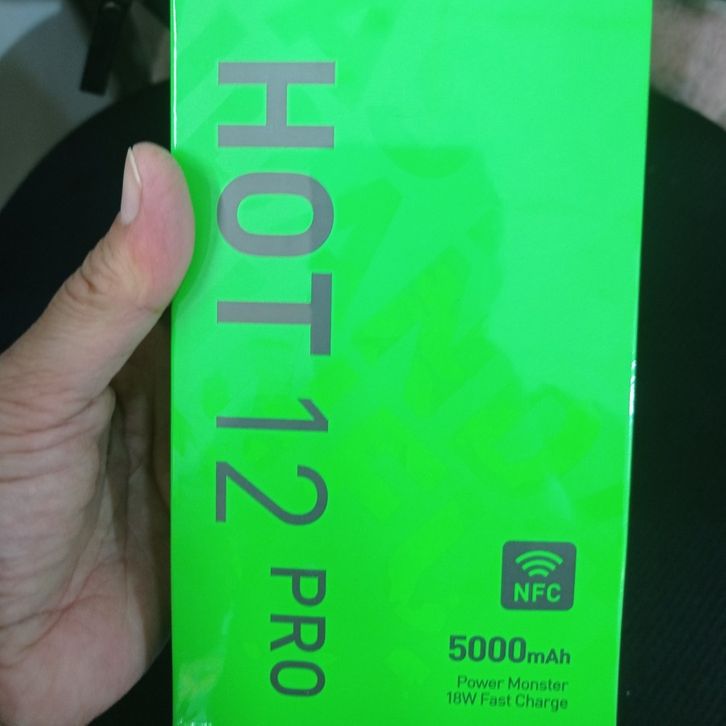 HOT 12 PRO
NFC
5000mAh
Power Monster
18W Fast Charge